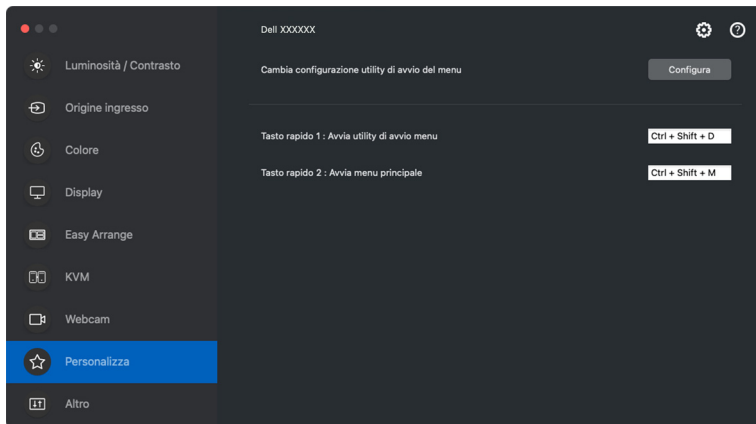 Dell XXXXXX
Luminosità / Contrasto
Cambia configurazione utility di avvio del menu
Configura
Origine ingresso
Tasto rapido 1 : Avvia utility di avvio menu
Ctrl + Shift + D
Colore
Tasto rapido 2 : Avvia menu principale
Ctrl + Shift + M
Display
Easy Arrange
KVM
Webcam
Personalizza
Altro